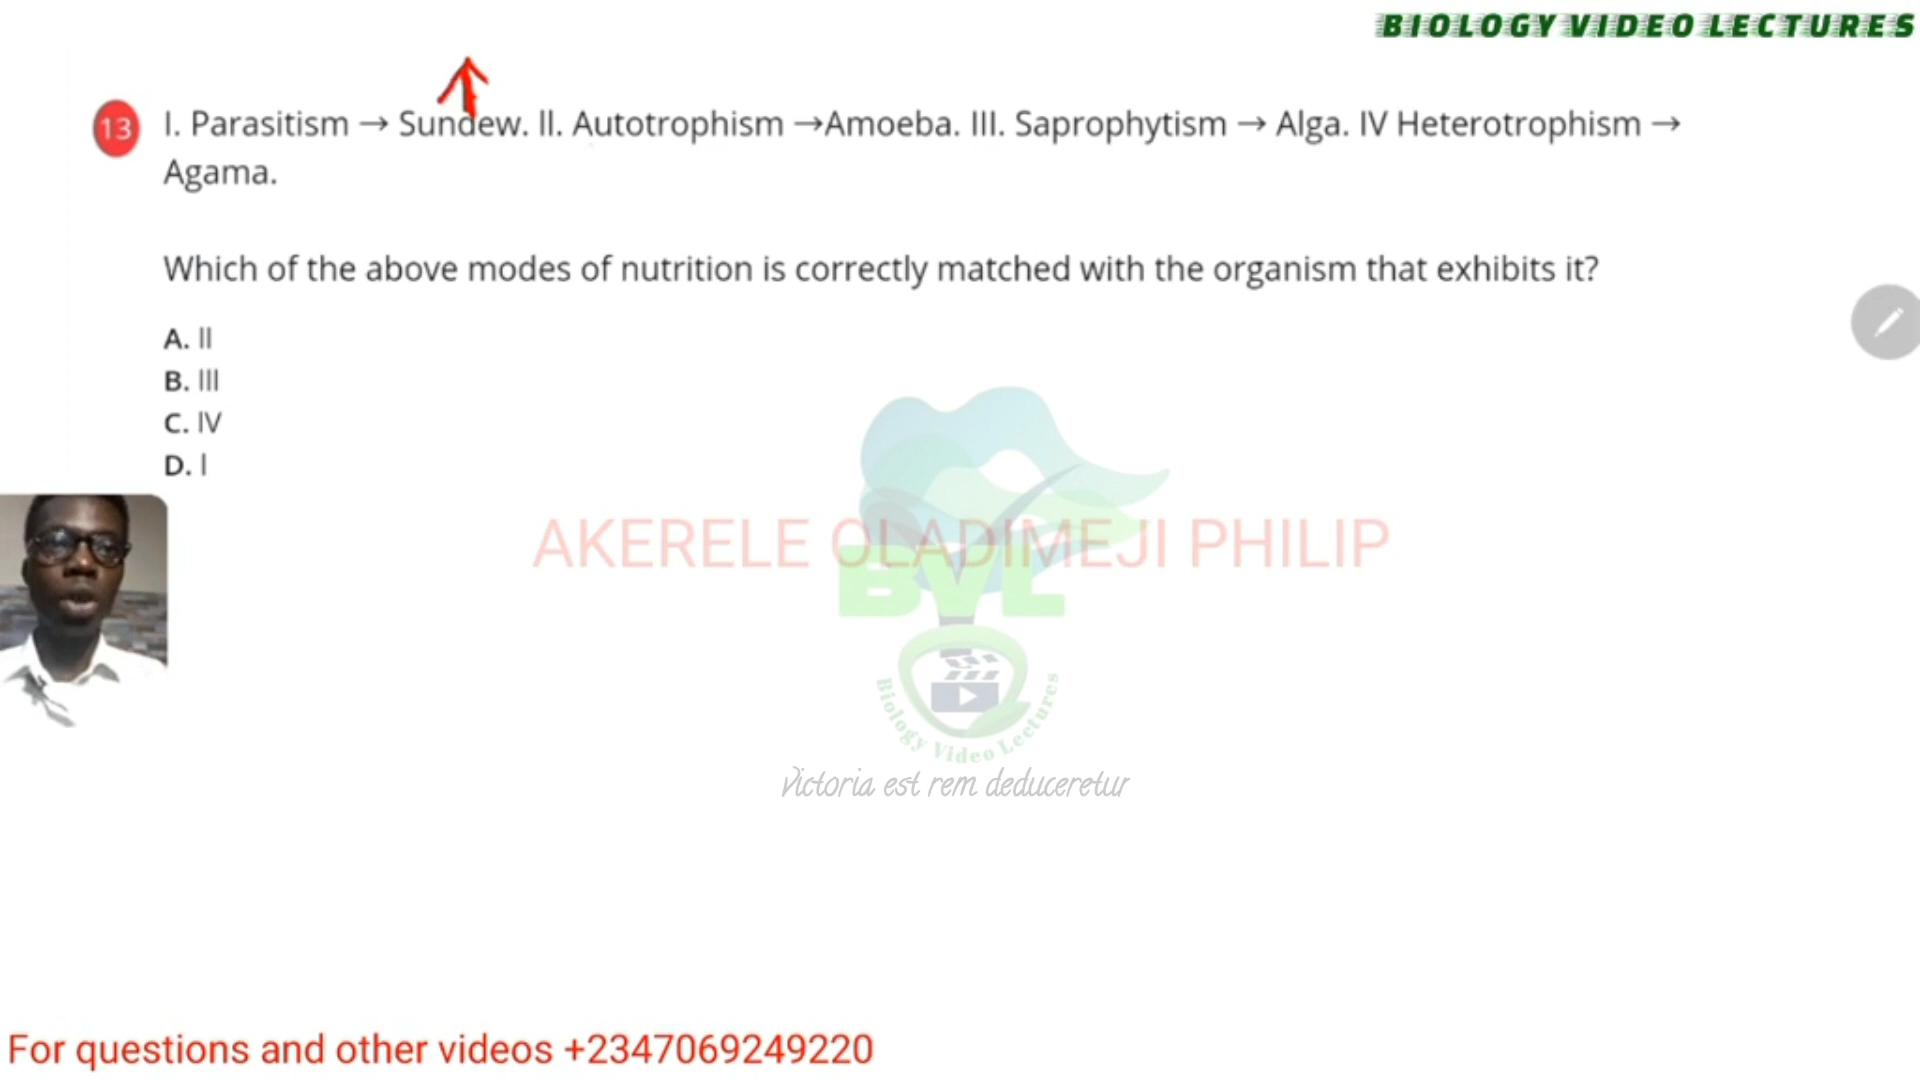 BIOLOGY VIDEO LECTURES
13 I. Parasitism → Sundew. II. Autotrophism →Amoeba. III. Saprophytism → Alga. IV Heterotrophism →
Agama.
Which of the above modes of nutrition is correctly matched with the organism that exhibits it?
A. II
B. III
C. IV
D. I
AKERELE OLADIMEJI PHILIP
BVL
Biology Video Lectures
Victoria est rem deduceretur
For questions and other videos +2347069249220